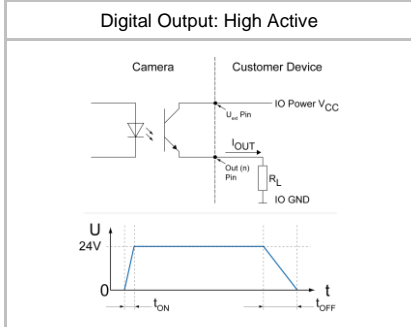 Digital Output: High Active
Camera Customer Device
IO Power VCC
Uext Pin
IOUT
Out (n)
Pin
RL
IO GND
U
24V
0
t
tON tOFF